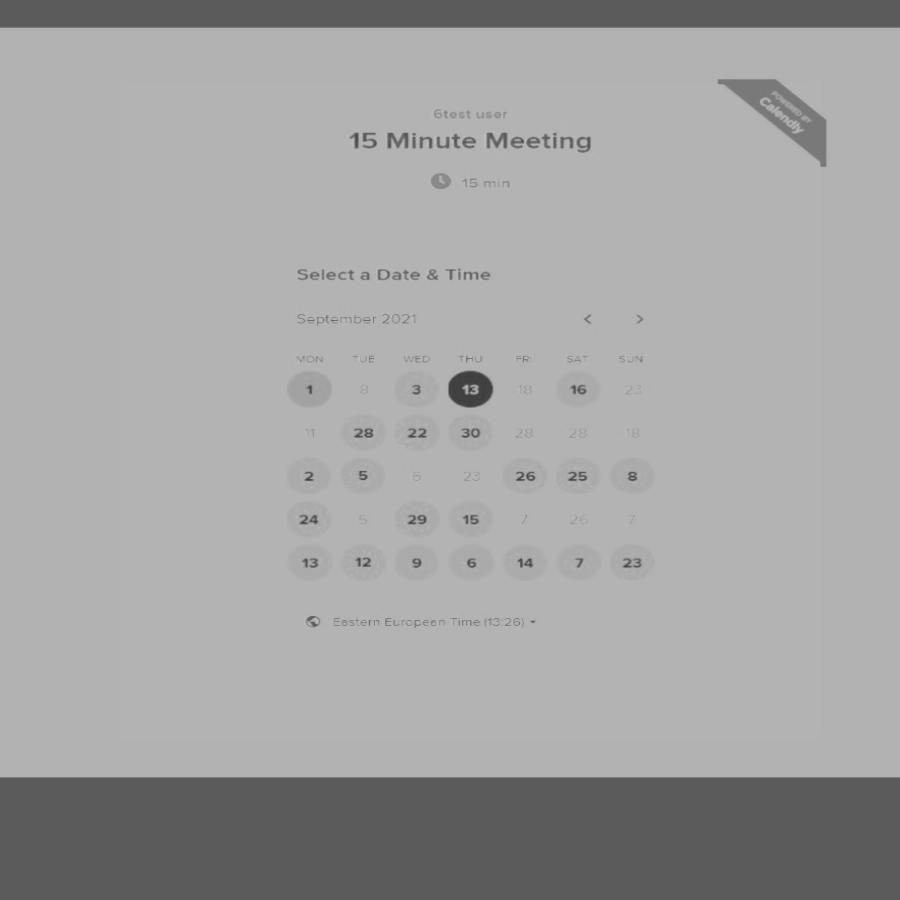 POWERED BY
Calendly
6test user
15 Minute Meeting
15 min
Select a Date & Time
September 2021 < >
MON TUE WED THU FRI SAT SUN
1 8 3 13 18 16 23
11 28 22 30 28 28 18
2 5 6 23 26 25 8
24 5 29 15 7 26 7
13 12 9 6 14 7 23
Eastern European Time (13:26)